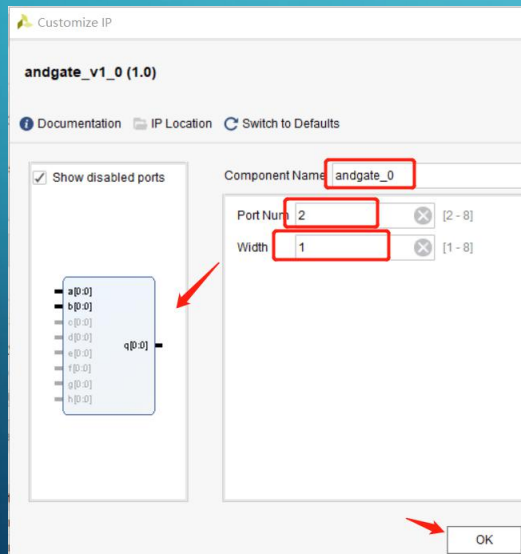 Customize IP
andgate_v1_0 (1.0)
Documentation IP Location Switch to Defaults
Show disabled ports
Component Name andgate_0
Port Num 2 [2 - 8]
Width 1 [1 - 8]
a[0:0]
b[0:0]
c[0:0]
d[0:0]
q[0:0]
e[0:0]
f[0:0]
g[0:0]
h[0:0]
OK